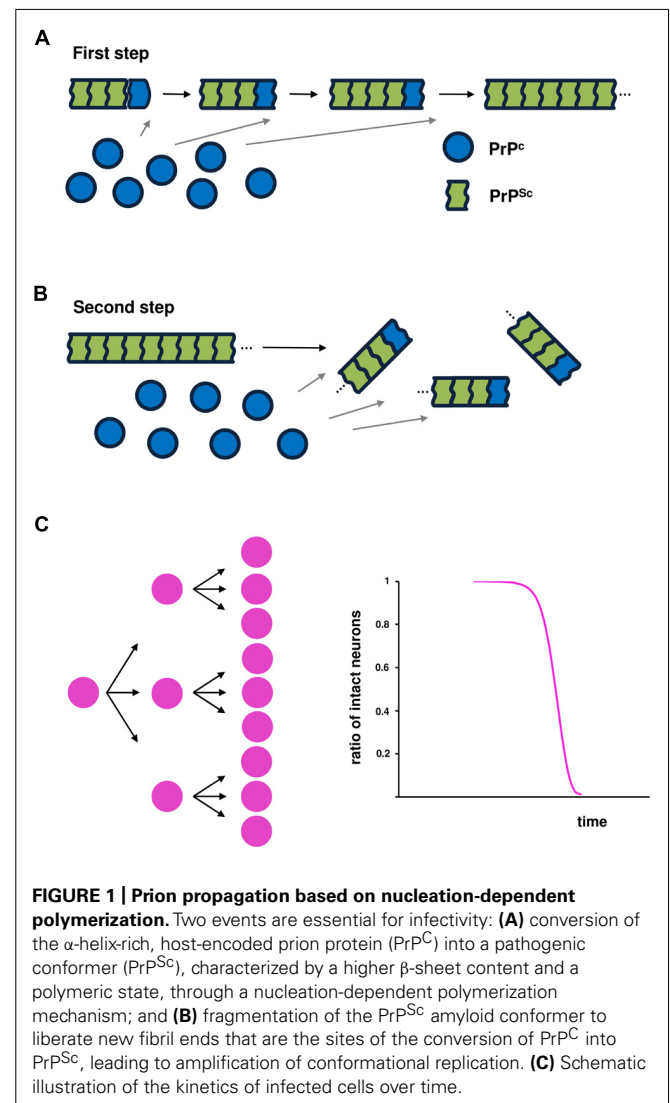 A
First step
...
PrPᶜ
PrPˢᶜ
B
Second step
...
...
...
...
C
ratio of intact neurons
1
0.8
0.6
0.4
0.2
time
FIGURE 1 | Prion propagation based on nucleation-dependent
polymerization. Two events are essential for infectivity: (A) conversion of
the α-helix-rich, host-encoded prion protein (PrPᶜ) into a pathogenic
conformer (PrPˢᶜ), characterized by a higher β-sheet content and a
polymeric state, through a nucleation-dependent polymerization
mechanism; and (B) fragmentation of the PrPˢᶜ amyloid conformer to
liberate new fibril ends that are the sites of the conversion of PrPᶜ into
PrPˢᶜ, leading to amplification of conformational replication. (C) Schematic
illustration of the kinetics of infected cells over time.